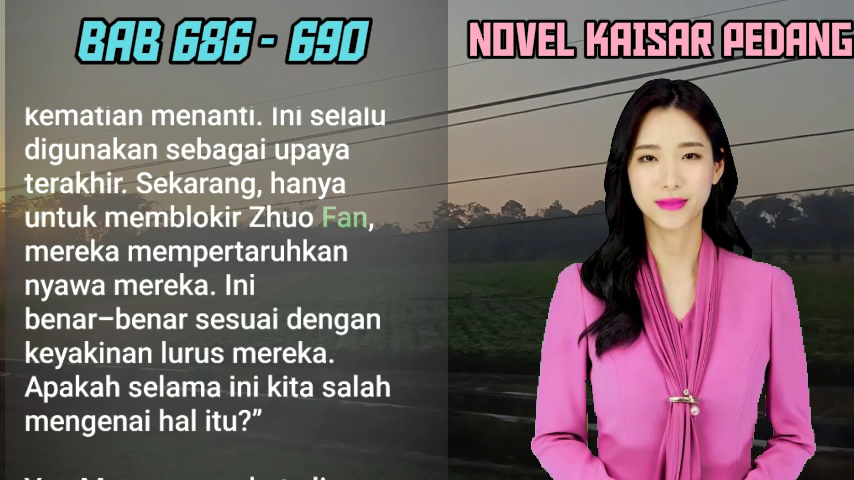 BAB 686 - 690
NOVEL KAISAR PEDANG
kematian menanti. Ini selalu
digunakan sebagai upaya
terakhir. Sekarang, hanya
untuk memblokir Zhuo Fan,
mereka mempertaruhkan
nyawa mereka. Ini
benar–benar sesuai dengan
keyakinan lurus mereka.
Apakah selama ini kita salah
mengenai hal itu?”